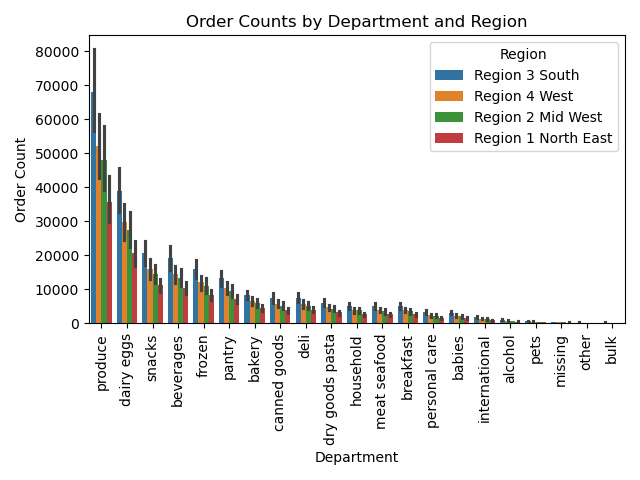 Order Counts by Department and Region
Order Count
80000
70000
60000
50000
40000
30000
20000
10000
0
Region
Region 3 South
Region 4 West
Region 2 Mid West
Region 1 North East
produce
dairy eggs
snacks
beverages
frozen
pantry
bakery
canned goods
deli
dry goods pasta
household
meat seafood
breakfast
personal care
babies
international
alcohol
pets
missing
other
bulk
Department